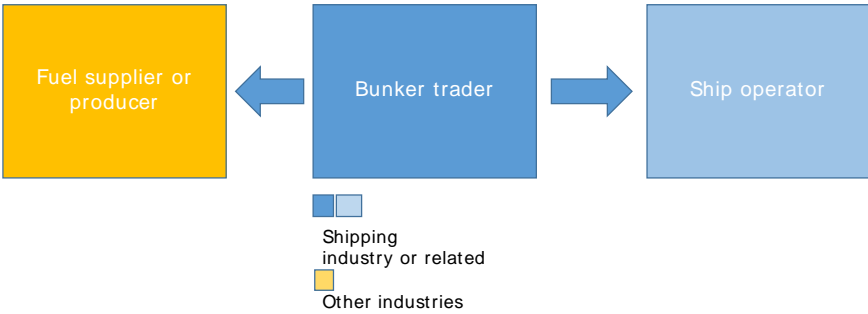 Fuel supplier or
producer
Bunker trader
Ship operator
Shipping
industry or related
Other industries